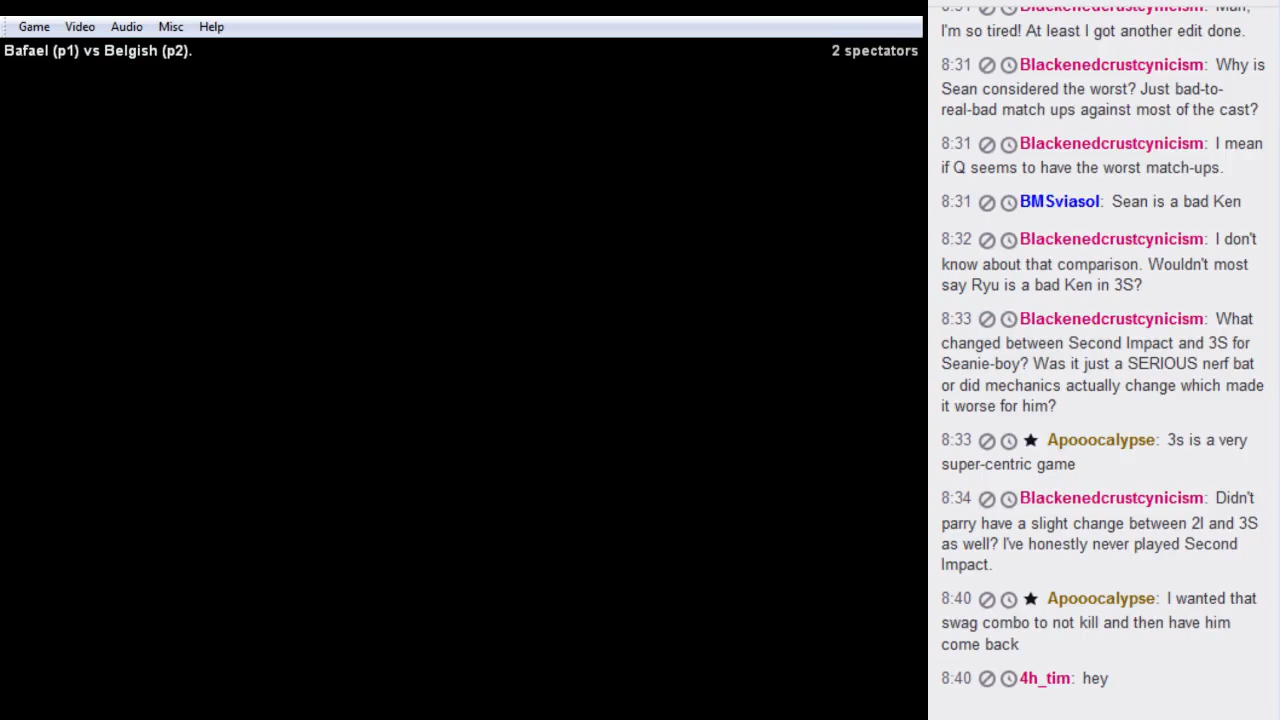 Game Video Audio Misc Help
Bafael (p1) vs Belgish (p2). 2 spectators
8:31 Blackenedcrustcynicism: Man,
I'm so tired! At least I got another edit done.
8:31 Blackenedcrustcynicism: Why is
Sean considered the worst? Just bad-to-
real-bad match ups against most of the cast?
8:31 Blackenedcrustcynicism: I mean
if Q seems to have the worst match-ups.
8:31 BMSviasol: Sean is a bad Ken
8:32 Blackenedcrustcynicism: I don't
know about that comparison. Wouldn't most
say Ryu is a bad Ken in 3S?
8:33 Blackenedcrustcynicism: What
changed between Second Impact and 3S for
Seanie-boy? Was it just a SERIOUS nerf bat
or did mechanics actually change which made
it worse for him?
8:33 ★ Apooocalypse: 3s is a very
super-centric game
8:34 Blackenedcrustcynicism: Didn't
parry have a slight change between 2I and 3S
as well? I've honestly never played Second
Impact.
8:40 ★ Apooocalypse: I wanted that
swag combo to not kill and then have him
come back
8:40 4h_tim: hey